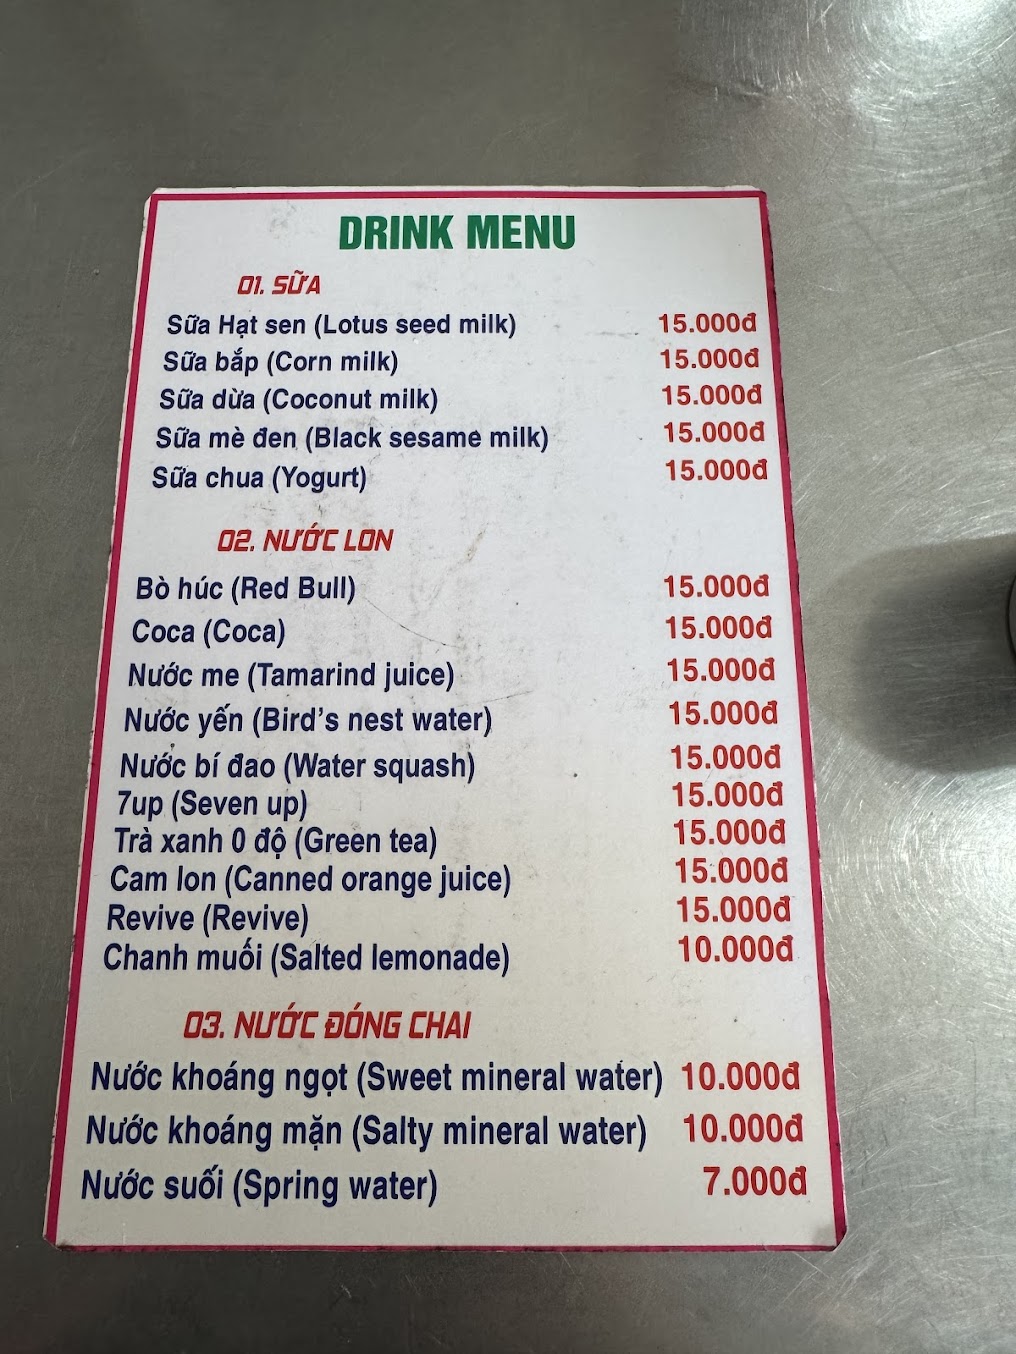 DRINK MENU
01. SỮA
Sữa Hạt sen (Lotus seed milk) 15.000đ
Sữa bắp (Corn milk) 15.000đ
Sữa dừa (Coconut milk) 15.000đ
Sữa mè đen (Black sesame milk) 15.000đ
Sữa chua (Yogurt) 15.000đ
02. NƯỚC LON
Bò húc (Red Bull) 15.000đ
Coca (Coca) 15.000đ
Nước me (Tamarind juice) 15.000đ
Nước yến (Bird's nest water) 15.000đ
Nước bí đao (Water squash) 15.000đ
7up (Seven up) 15.000đ
Trà xanh 0 độ (Green tea) 15.000đ
Cam lon (Canned orange juice) 15.000đ
Revive (Revive) 15.000đ
Chanh muối (Salted lemonade) 10.000đ
03. NƯỚC ĐÓNG CHAI
Nước khoáng ngọt (Sweet mineral water) 10.000đ
Nước khoáng mặn (Salty mineral water) 10.000đ
Nước suối (Spring water) 7.000đ